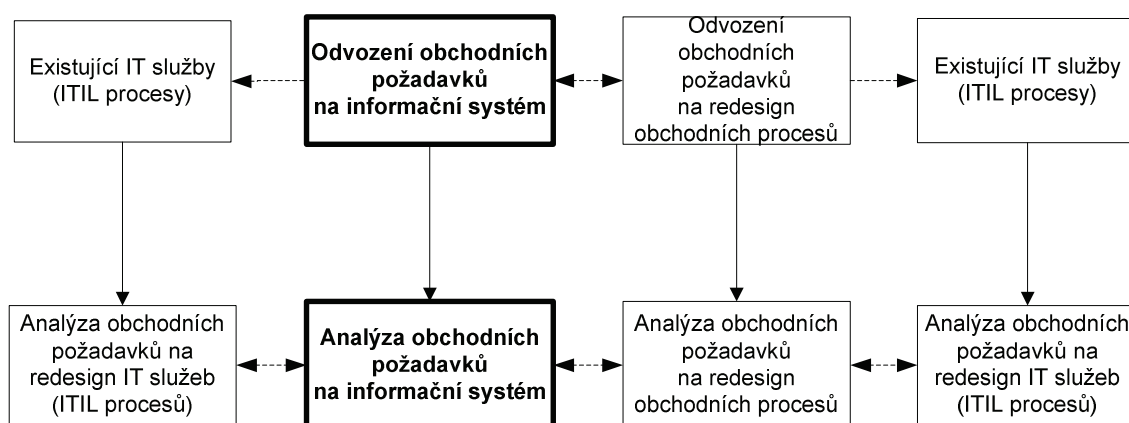 Existující IT služby
(ITIL procesy)
Odvození obchodních
požadavků
na informační systém
Odvození
obchodních
požadavků
na redesign
obchodních procesů
Existující IT služby
(ITIL procesy)
Analýza obchodních
požadavků na
redesign IT služeb
(ITIL procesů)
Analýza obchodních
požadavků
na informační systém
Analýza obchodních
požadavků
na redesign
obchodních procesů
Analýza obchodních
požadavků na
redesign IT služeb
(ITIL procesů)